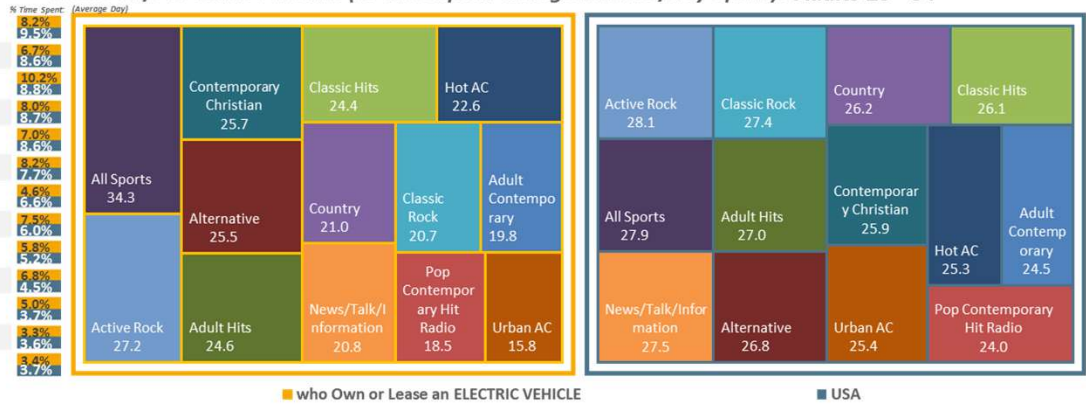 % Time Spent: (Average Day)
8.2%
9.5%
6.7%
8.6%
10.2%
8.8%
8.0%
8.7%
7.0%
8.6%
8.2%
7.7%
4.6%
6.6%
7.5%
6.0%
5.8%
5.2%
6.8%
4.5%
5.0%
3.7%
3.3%
3.6%
3.4%
3.7%
All Sports
34.3
Active Rock
27.2
Contemporary
Christian
25.7
Alternative
25.5
Adult Hits
24.6
Classic Hits
24.4
Hot AC
22.6
Country
21.0
Classic
Rock
20.7
Adult
Contempo
rary
19.8
News/Talk/I
nformation
20.8
Pop
Contempor
ary Hit
Radio
18.5
Urban AC
15.8
Active Rock
28.1
Classic Rock
27.4
Country
26.2
Classic Hits
26.1
All Sports
27.9
Adult Hits
27.0
Contemporar
y Christian
25.9
Hot AC
25.3
Adult
Contemp
orary
24.5
News/Talk/Infor
mation
27.5
Alternative
26.8
Urban AC
25.4
Pop Contemporary
Hit Radio
24.0
who Own or Lease an ELECTRIC VEHICLE
USA